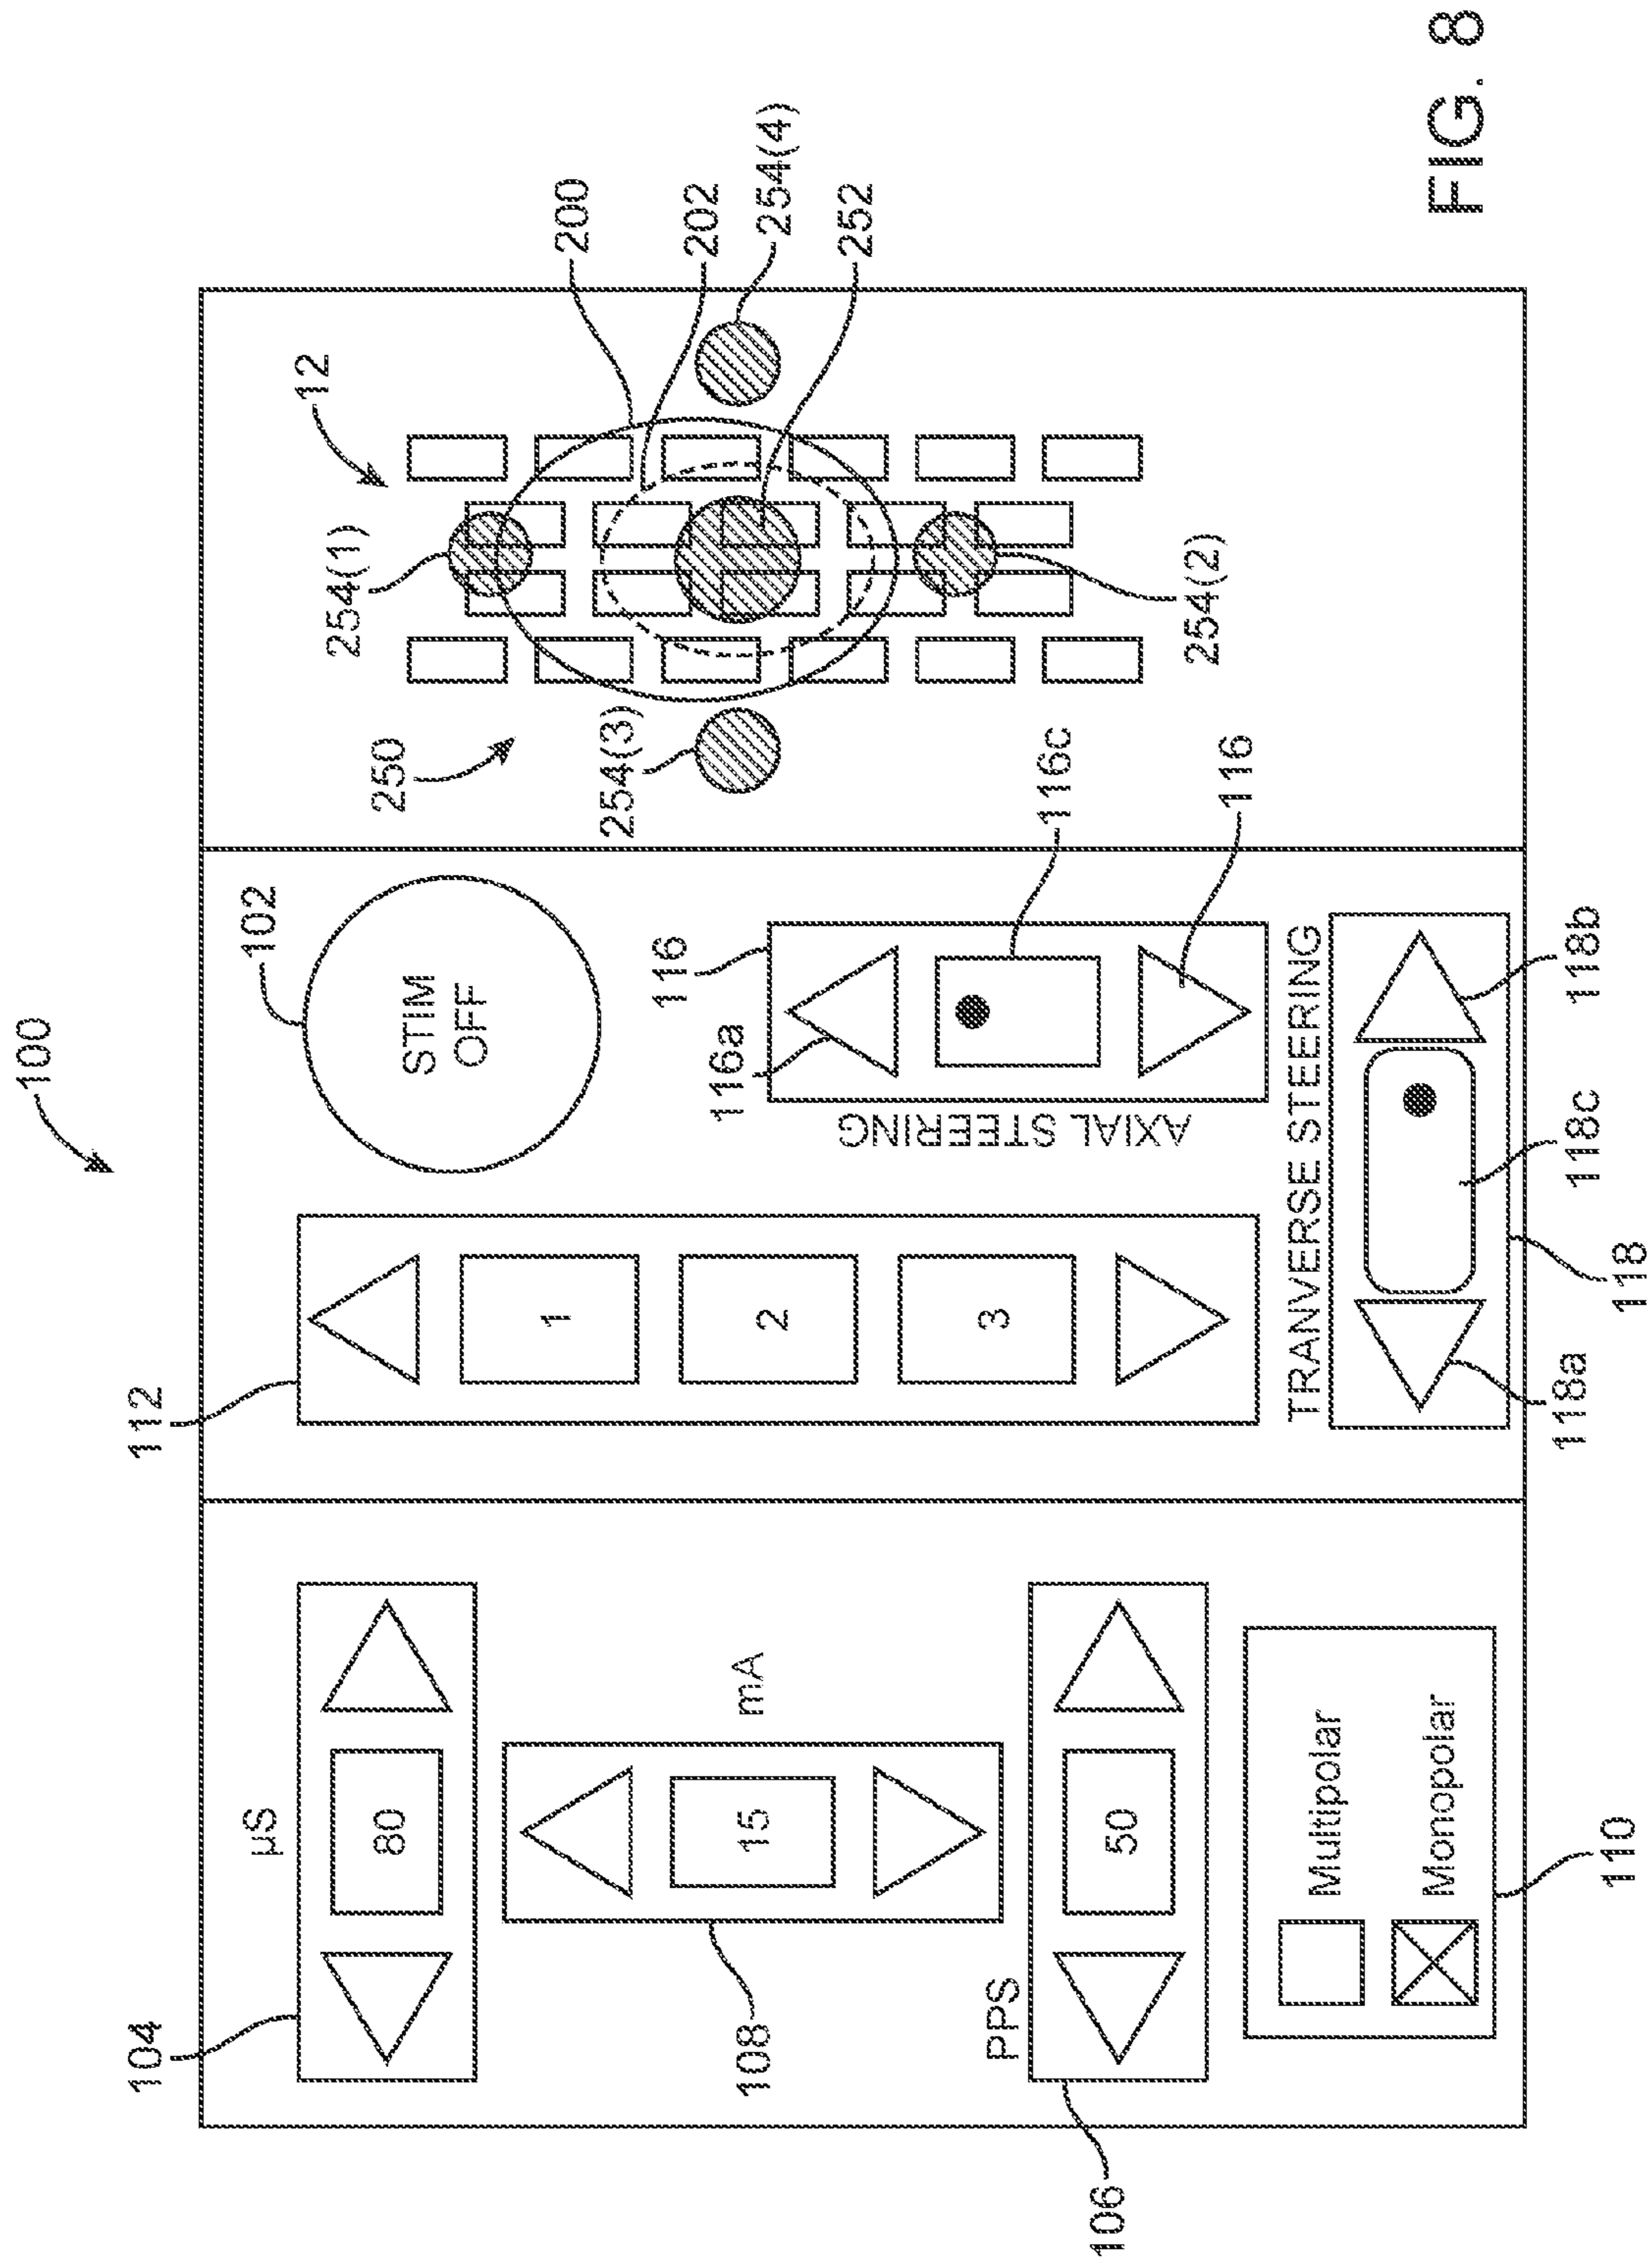 100
104
µS
80
108
15
mA
106
PPS
50
Multipolar
Monopolar
110
112
1
2
3
102
STIM
OFF
116
116a
116c
116
AXIAL STEERING
TRANVERSE STEERING
118a
118
118c
118b
250
12
254(1)
254(3)
254(2)
200
202
254(4)
252
FIG. 8